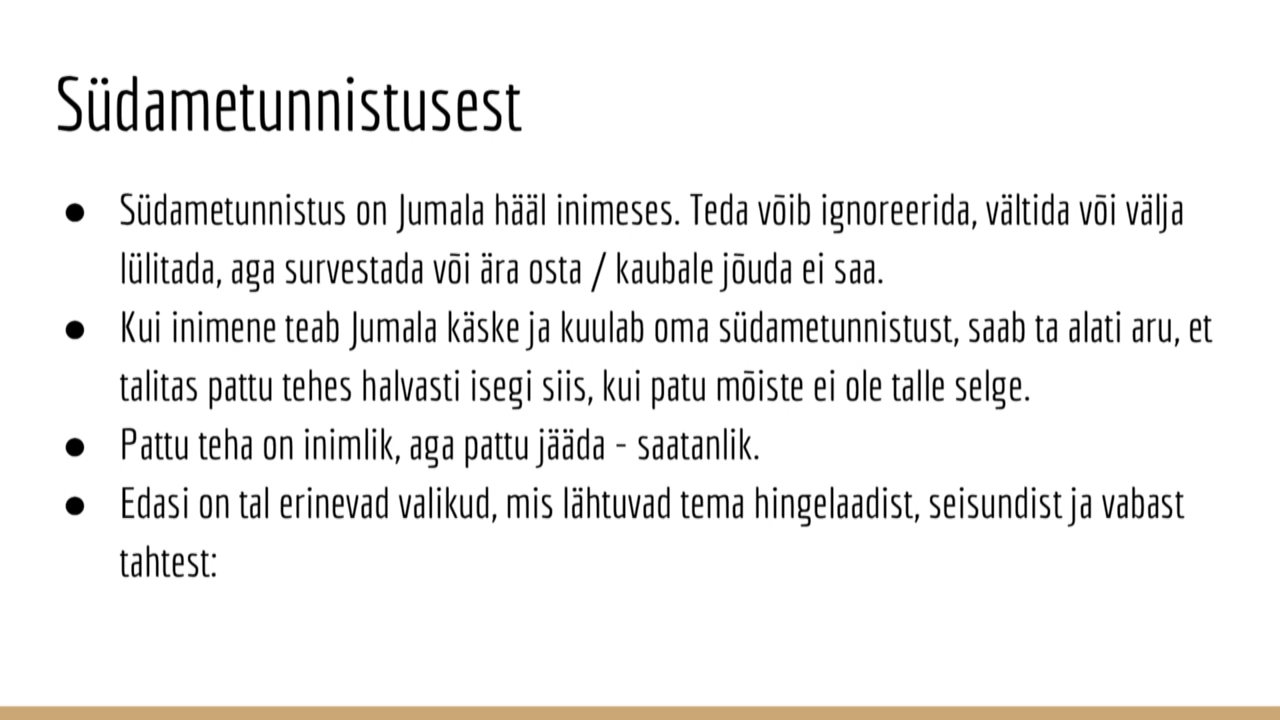 Südametunnistusest
● Südametunnistus on Jumala hääl inimeses. Teda võib ignoreerida, vältida või välja
lülitada, aga survestada või ära osta / kaubale jõuda ei saa.
● Kui inimene teab Jumala käske ja kuulab oma südametunnistust, saab ta alati aru, et
talitas pattu tehes halvasti isegi siis, kui patu mõiste ei ole talle selge.
● Pattu teha on inimlik, aga pattu jääda - saatanlik.
● Edasi on tal erinevad valikud, mis lähtuvad tema hingelaadist, seisundist ja vabast
tahtest: